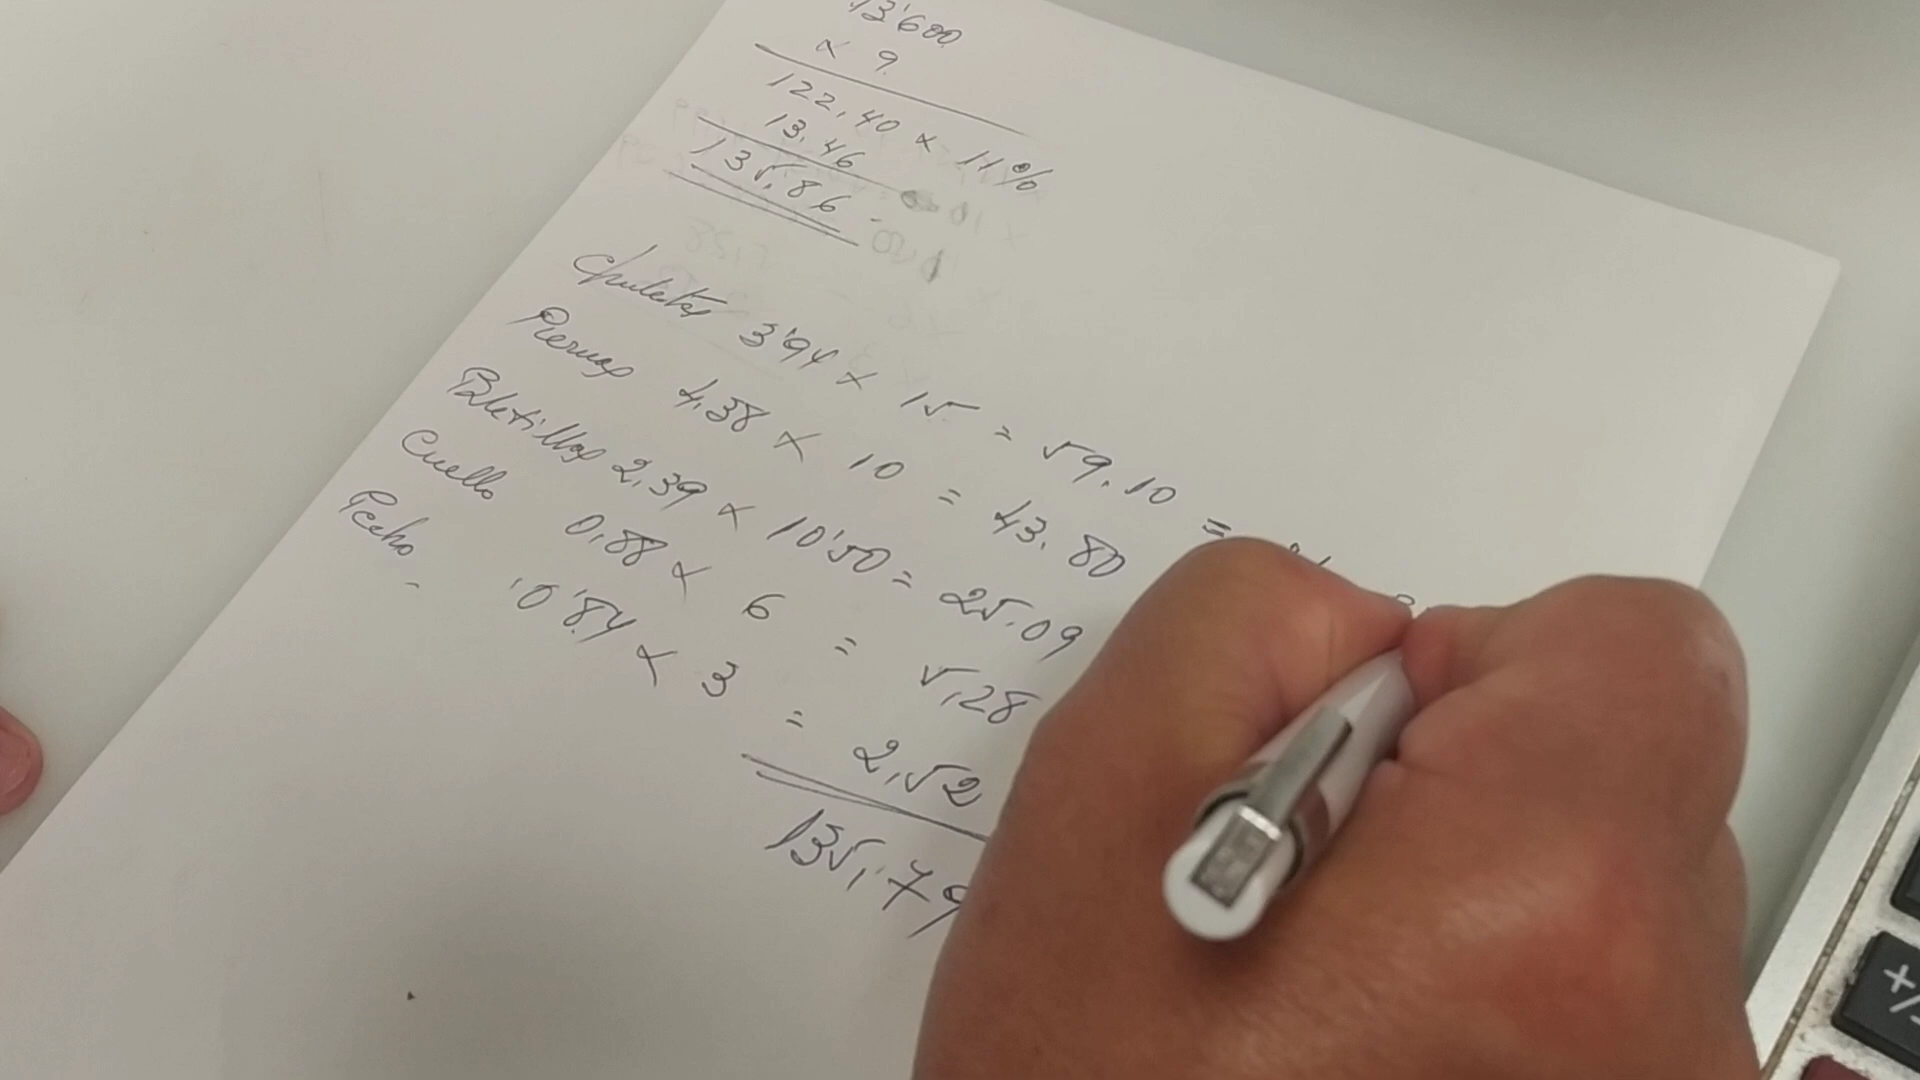 13'600
x 9
122,40 x 11%
13.46
135.86
Chuletas 3'94 x 15 = 59.10 =
Piernas 4,38 x 10 = 43.80
Paletillas 2,39 x 10'50 = 25.09
Cuello 0,88 x 6 = 5,28
Pecho 0'84 x 3 = 2,52
135,79
+/-